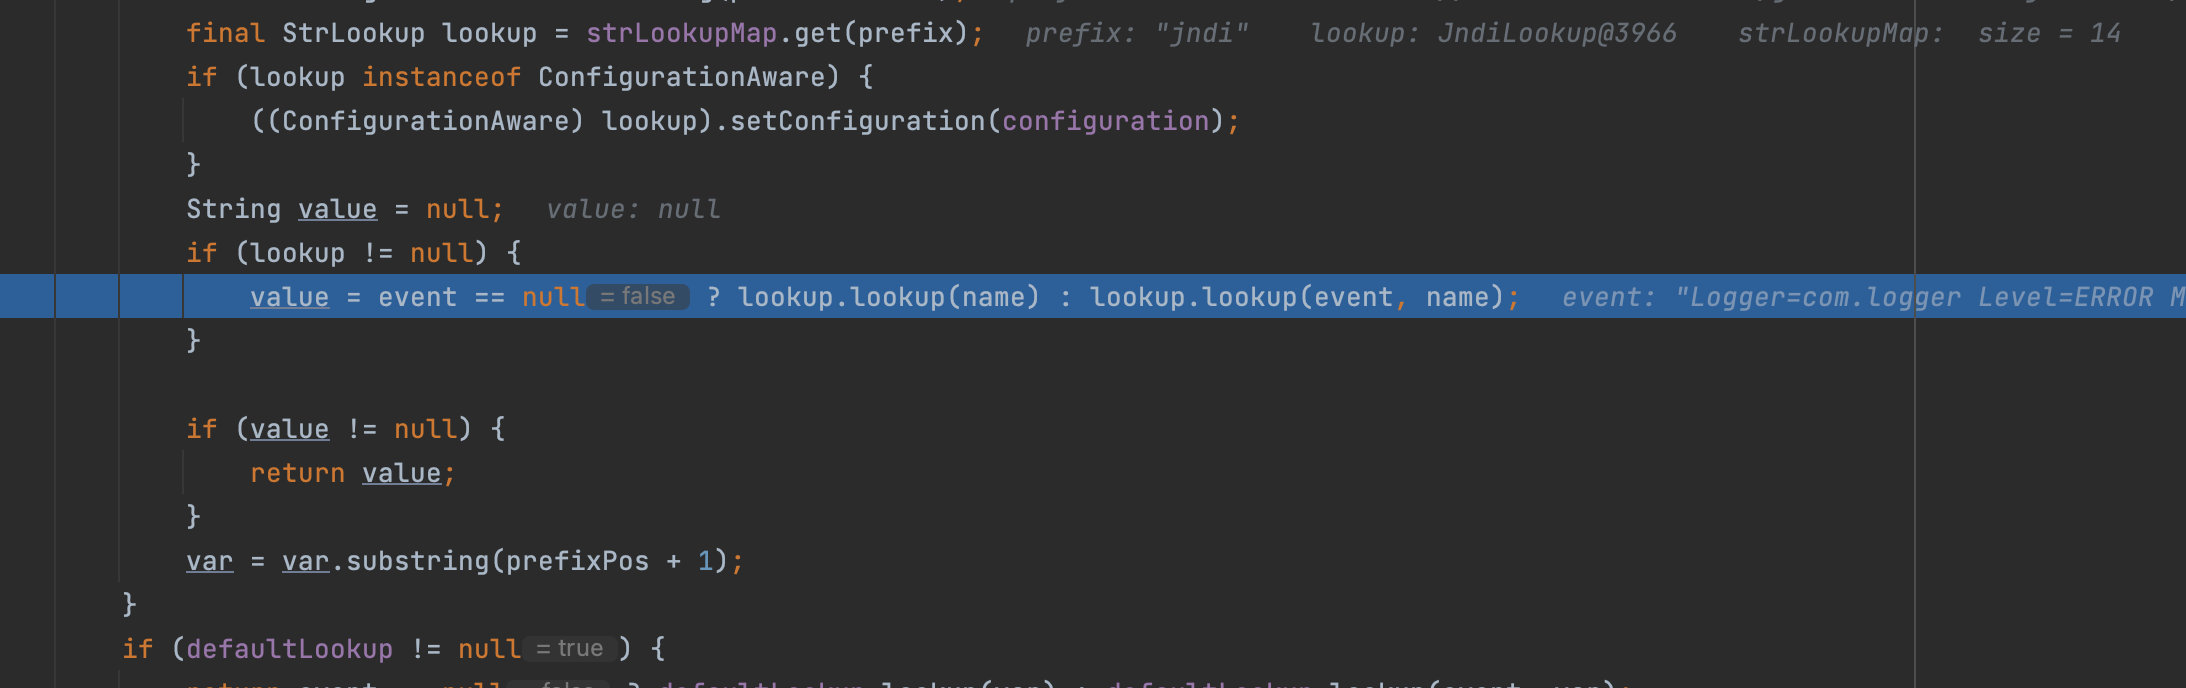 final StrLookup lookup = strLookupMap.get(prefix); prefix: "jndi" lookup: JndiLookup@3966 strLookupMap: size = 14
if (lookup instanceof ConfigurationAware) {
((ConfigurationAware) lookup).setConfiguration(configuration);
}
String value = null; value: null
if (lookup != null) {
value = event == null = false ? lookup.lookup(name) : lookup.lookup(event, name); event: "Logger=com.logger Level=ERROR M
}
if (value != null) {
return value;
}
var = var.substring(prefixPos + 1);
}
if (defaultLookup != null = true ) {